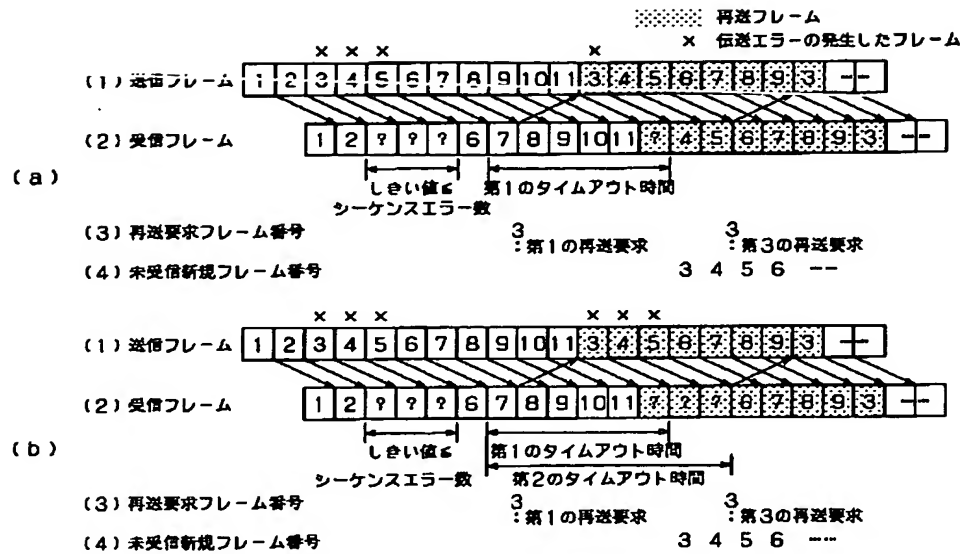 再送フレーム
× 伝送エラーの発生したフレーム
(a)
× × × ×
(1) 送信フレーム 1 2 3 4 5 6 7 8 9 10 11 3 4 5 6 7 8 9 3 --
(2) 受信フレーム 1 2 ? ? ? 6 7 8 9 10 11 ? 4 5 6 7 8 9 3 --
しきい値≦ 第1のタイムアウト時間
シーケンスエラー数
(3) 再送要求フレーム番号 3 3
:第1の再送要求 :第3の再送要求
(4) 未受信新規フレーム番号 3 4 5 6 --
(b)
× × × × × ×
(1) 送信フレーム 1 2 3 4 5 6 7 8 9 10 11 3 4 5 6 7 8 9 3 --
(2) 受信フレーム 1 2 ? ? ? 6 7 8 9 10 11 ? ? ? 6 7 8 9 3 --
しきい値≦ 第1のタイムアウト時間
シーケンスエラー数 第2のタイムアウト時間
(3) 再送要求フレーム番号 3 3
:第1の再送要求 :第3の再送要求
(4) 未受信新規フレーム番号 3 4 5 6 ……